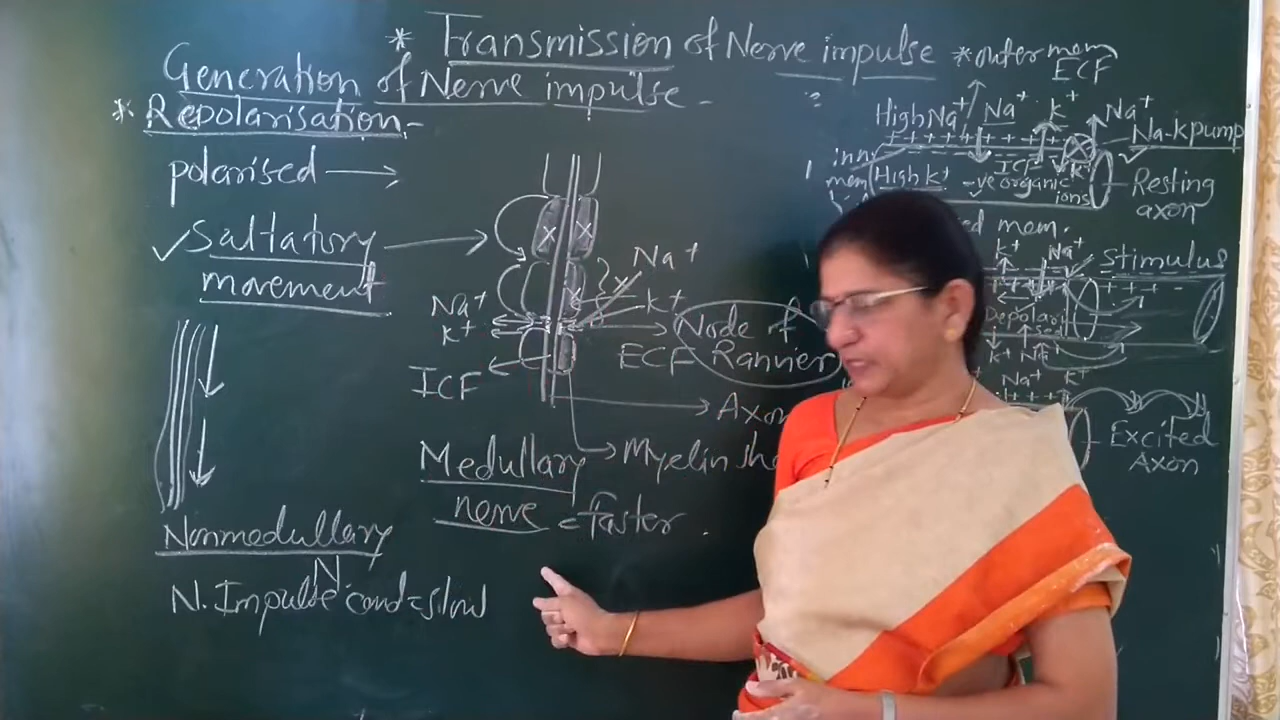 * Transmission of Nerve impulse
Generation of Nerve impulse -
* Repolarisation -
polarised
✓ Saltatory
movement
Nonmedullary
N.
N. Impulse cond = slow
Na+
K+
Na+
K+
ICF
Node of
Ranvier
ECF
Axon
Myelin she
Medullary
nerve = faster
* outer mem
ECF
High Na+ Na+ K+ Na+
+ + + + + + + +
Na-K pump
inn
mem
High K+
ICF K+
-ve organic
ions
Resting
axon
ed mem.
K+ Na+
stimulus
+ + + -
Depolari
sed
K+ Na+
Na+ K+
+ + + +
Excited
Axon